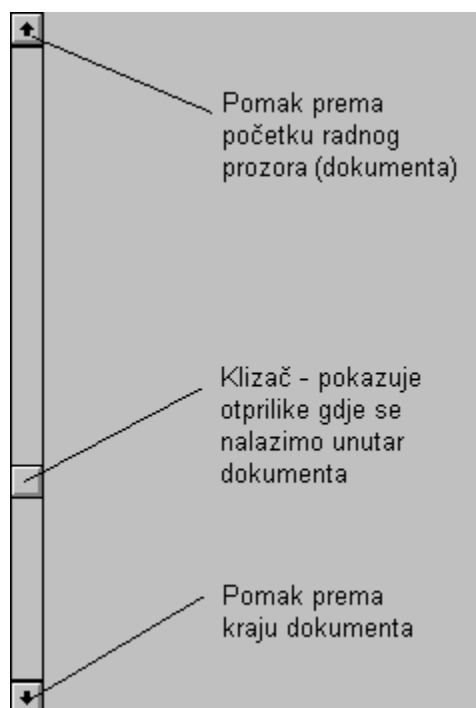 Pomak prema
početku radnog
prozora (dokumenta)
Klizač - pokazuje
otprilike gdje se
nalazimo unutar
dokumenta
Pomak prema
kraju dokumenta